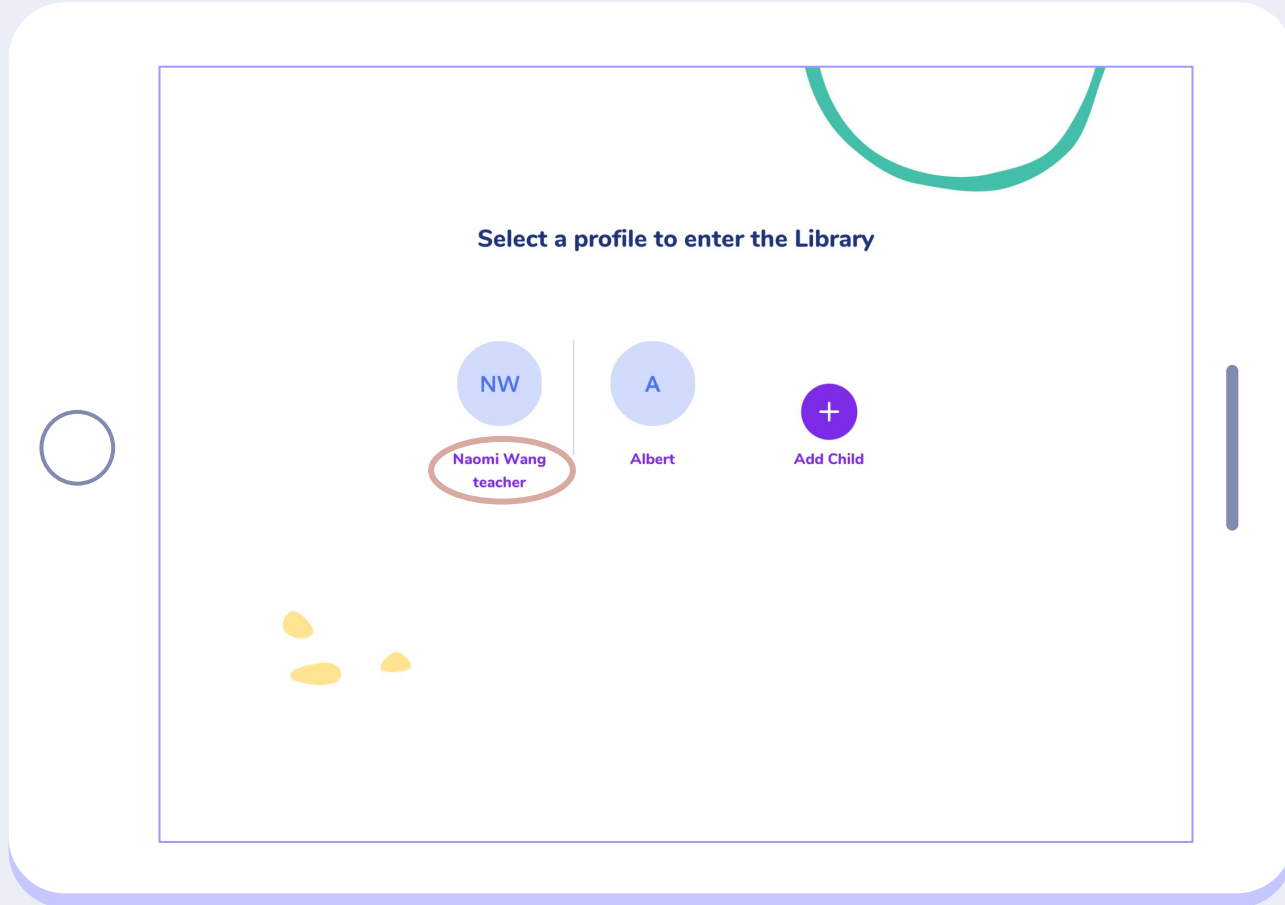 Select a profile to enter the Library
NW
A
+
Naomi Wang
teacher
Albert
Add Child